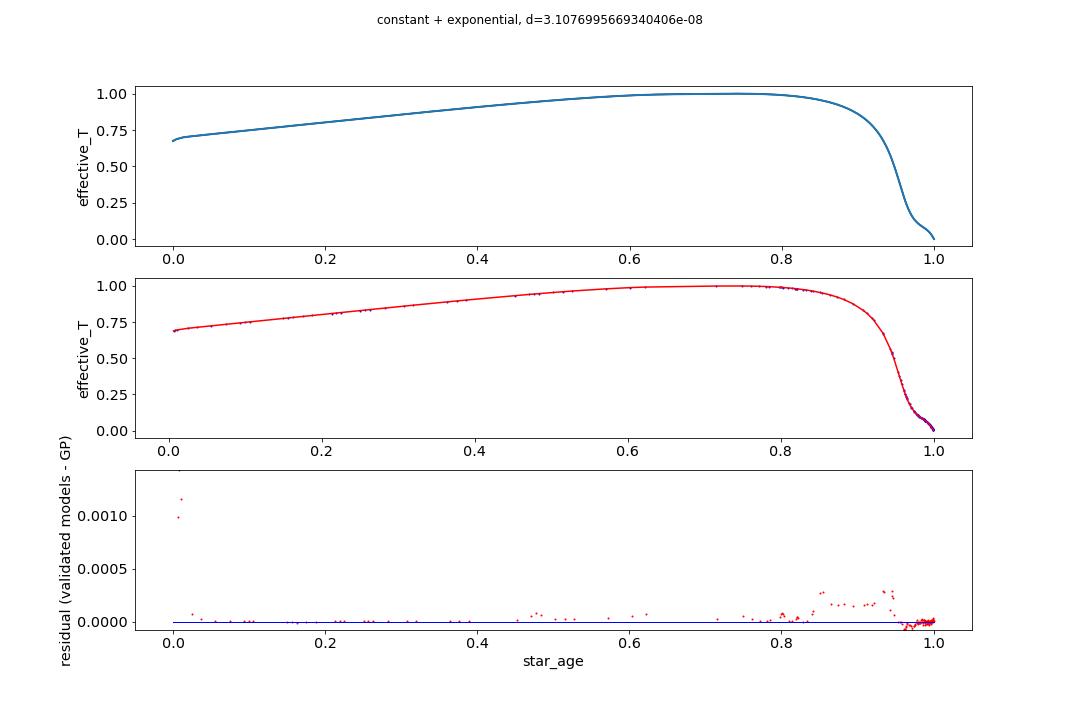 constant + exponential, d=3.1076995669340406e-08
effective_T
1.00
0.75
0.50
0.25
0.00
0.0 0.2 0.4 0.6 0.8 1.0
effective_T
1.00
0.75
0.50
0.25
0.00
0.0 0.2 0.4 0.6 0.8 1.0
residual (validated models - GP)
0.0010
0.0005
0.0000
0.0 0.2 0.4 0.6 0.8 1.0
star_age